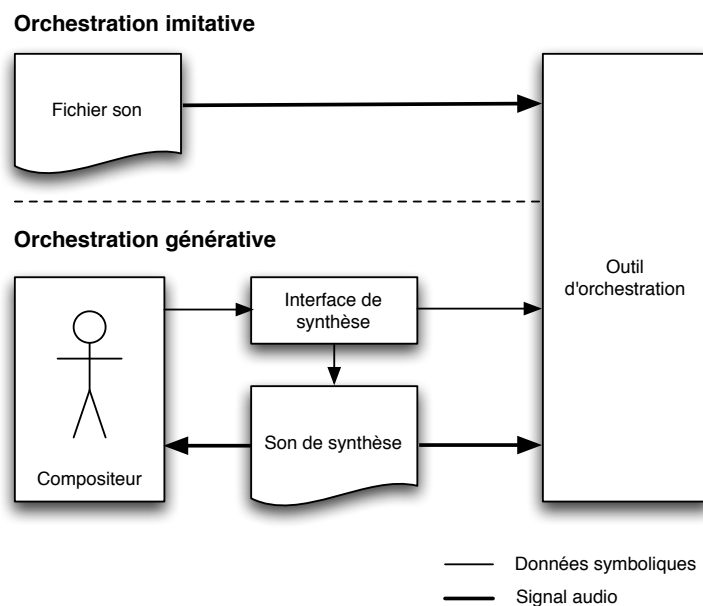 Orchestration imitative
Fichier son
Orchestration générative
Interface de
synthèse
Outil
d'orchestration
Son de synthèse
Compositeur
Données symboliques
Signal audio